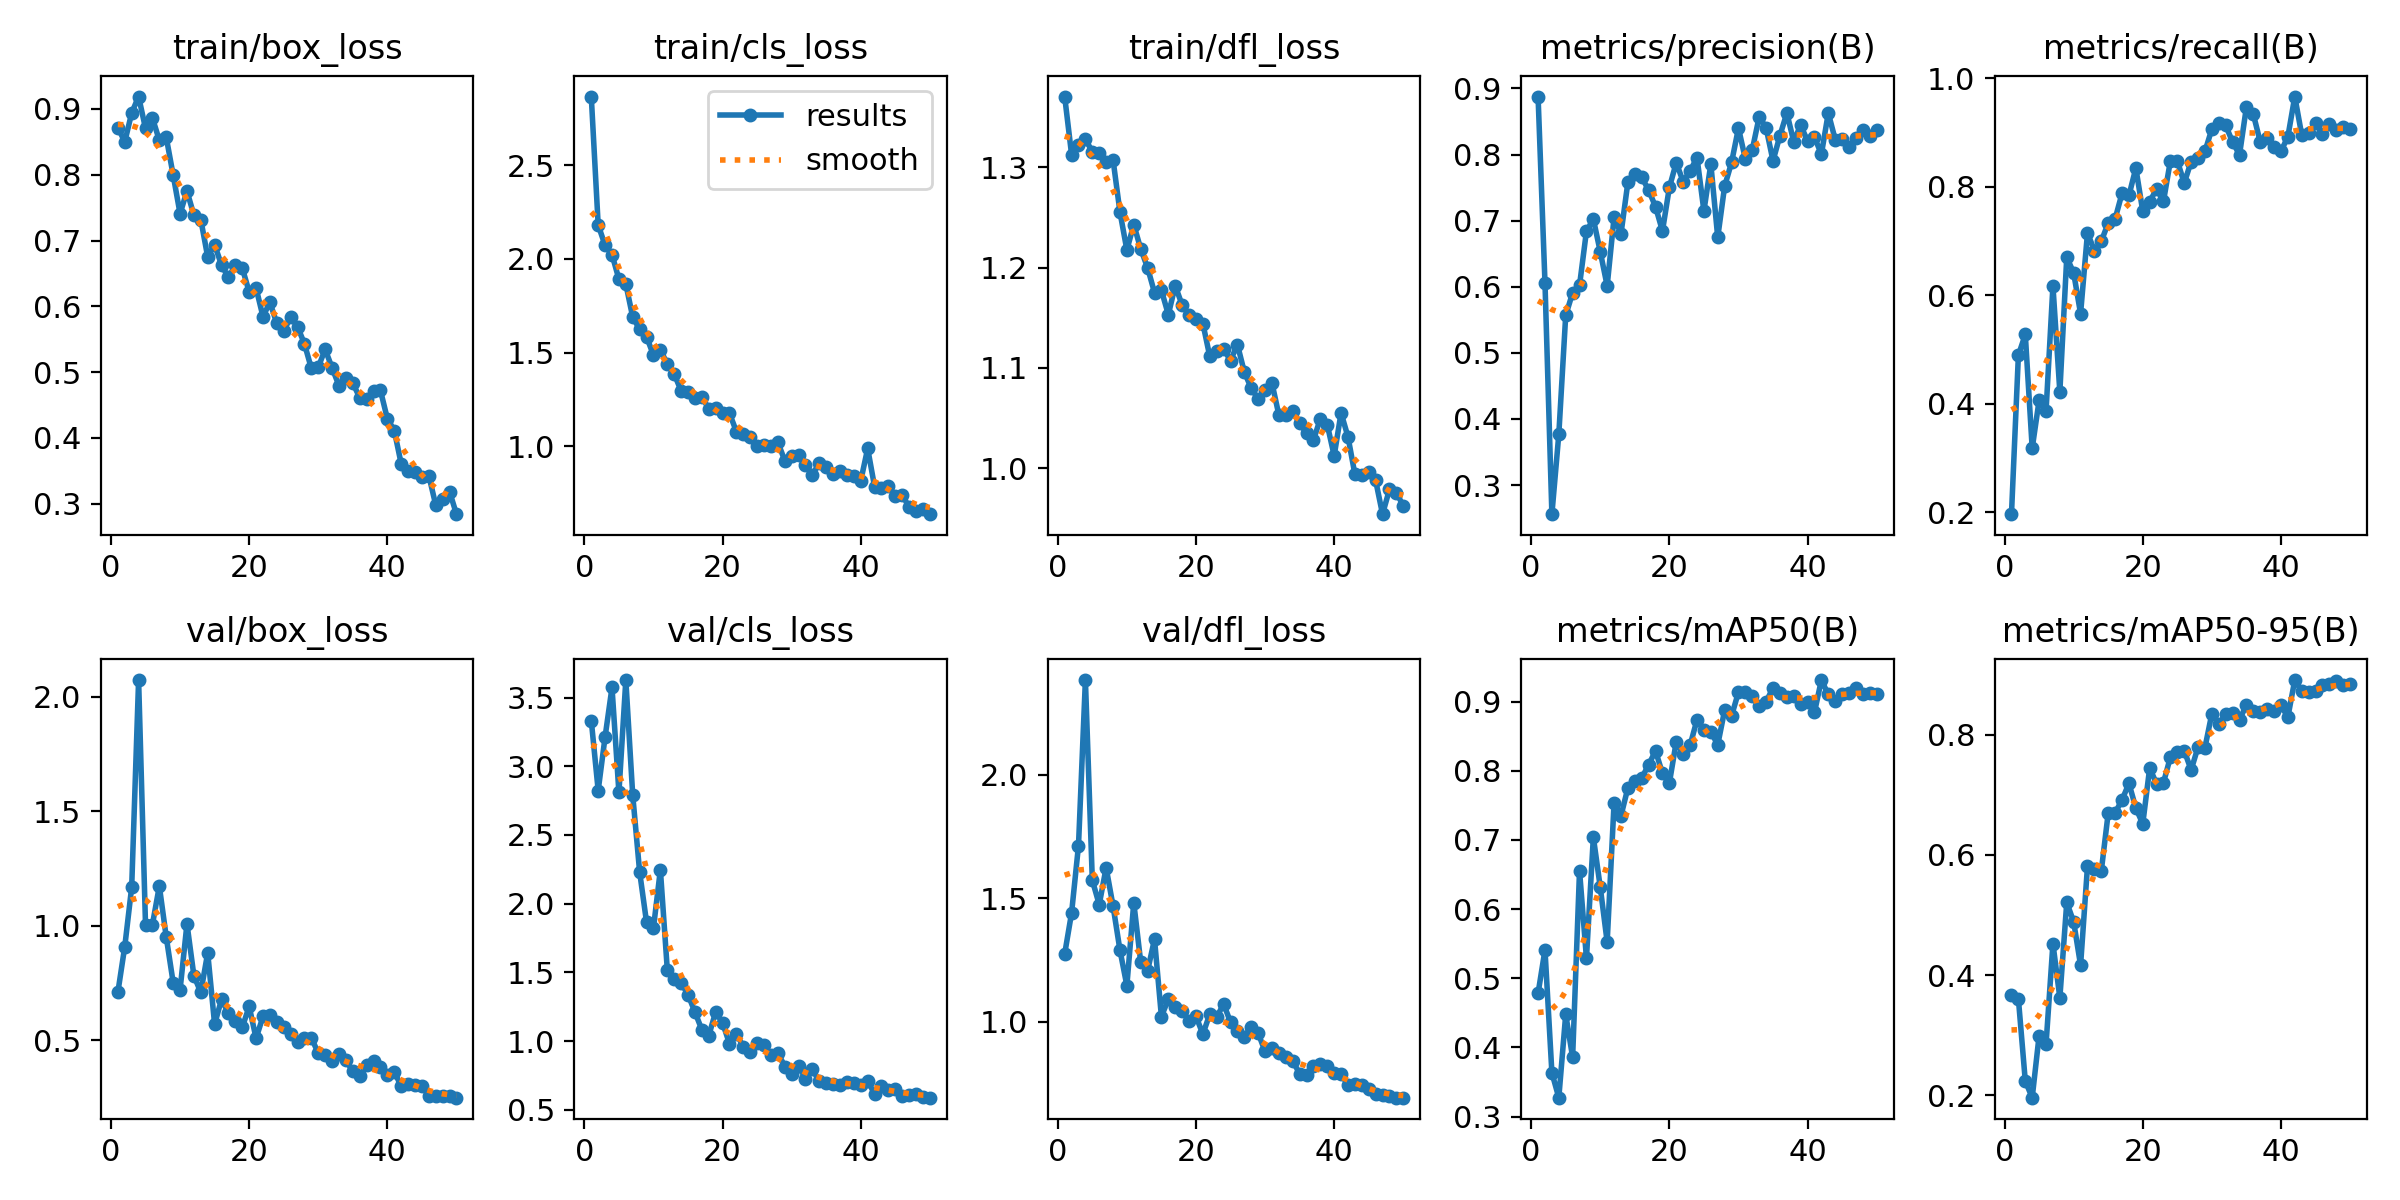 train/box_loss
0.9
0.8
0.7
0.6
0.5
0.4
0.3
0 20 40
train/cls_loss
results
smooth
2.5
2.0
1.5
1.0
0 20 40
train/dfl_loss
1.3
1.2
1.1
1.0
0 20 40
metrics/precision(B)
0.9
0.8
0.7
0.6
0.5
0.4
0.3
0 20 40
metrics/recall(B)
1.0
0.8
0.6
0.4
0.2
0 20 40
val/box_loss
2.0
1.5
1.0
0.5
0 20 40
val/cls_loss
3.5
3.0
2.5
2.0
1.5
1.0
0.5
0 20 40
val/dfl_loss
2.0
1.5
1.0
0 20 40
metrics/mAP50(B)
0.9
0.8
0.7
0.6
0.5
0.4
0.3
0 20 40
metrics/mAP50-95(B)
0.8
0.6
0.4
0.2
0 20 40